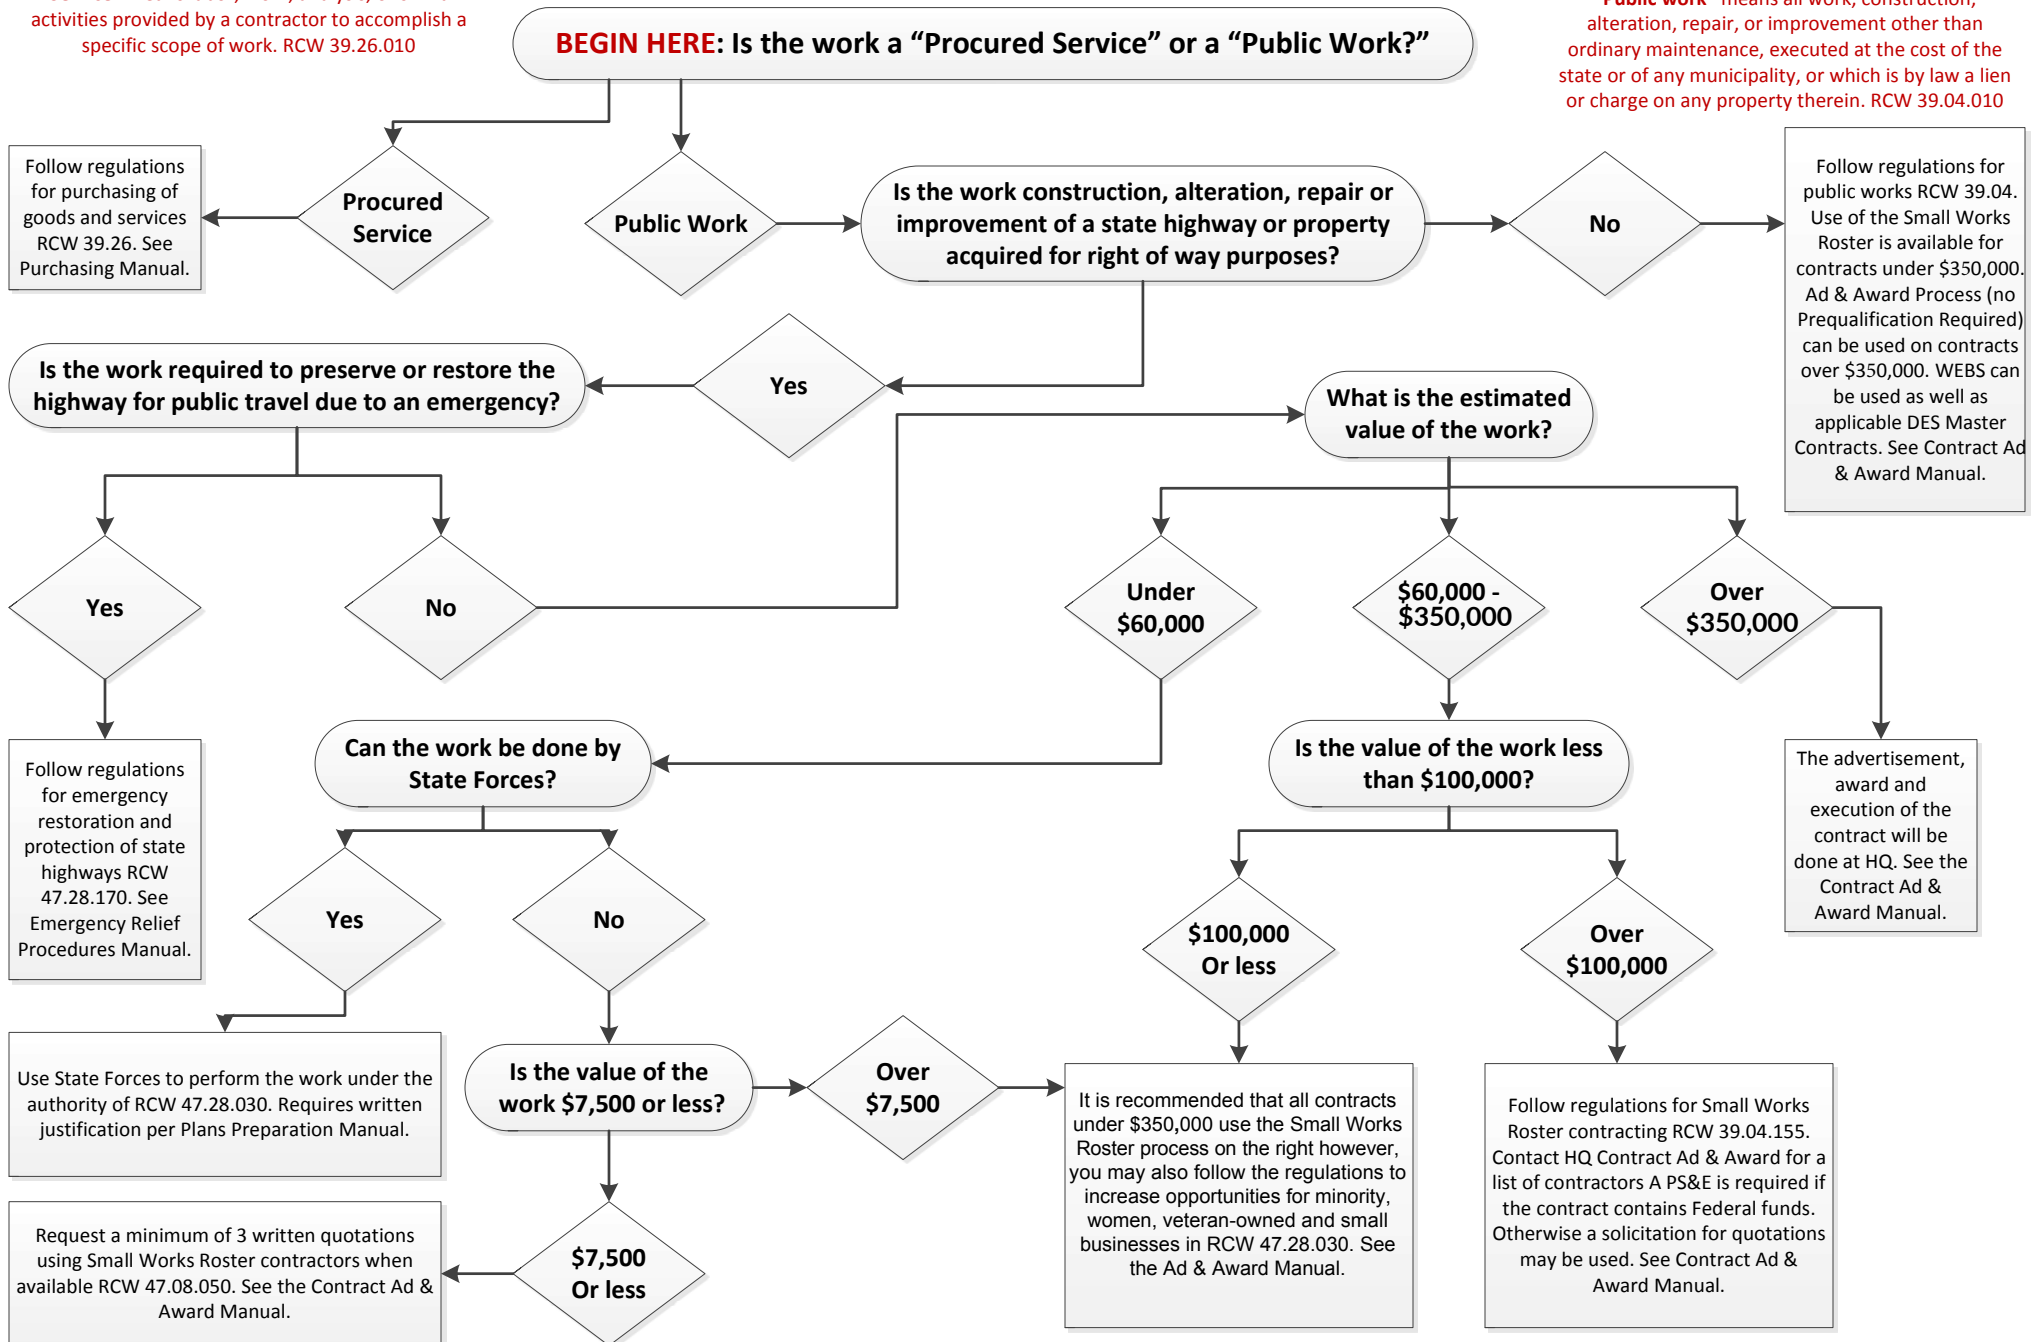 activities provided by a contractor to accomplish a
specific scope of work. RCW 39.26.010
BEGIN HERE: Is the work a “Procured Service” or a “Public Work?”
“Public work” means all work, construction,
alteration, repair, or improvement other than
ordinary maintenance, executed at the cost of the
state or of any municipality, or which is by law a lien
or charge on any property therein. RCW 39.04.010
Follow regulations
for purchasing of
goods and services
RCW 39.26. See
Purchasing Manual.
Procured
Service
Public Work
Is the work construction, alteration, repair or
improvement of a state highway or property
acquired for right of way purposes?
No
Follow regulations for
public works RCW 39.04.
Use of the Small Works
Roster is available for
contracts under $350,000.
Ad & Award Process (no
Prequalification Required)
can be used on contracts
over $350,000. WEBS can
be used as well as
applicable DES Master
Contracts. See Contract Ad
& Award Manual.
Is the work required to preserve or restore the
highway for public travel due to an emergency?
Yes
What is the estimated
value of the work?
Yes
No
Under
$60,000
$60,000 -
$350,000
Over
$350,000
Follow regulations
for emergency
restoration and
protection of state
highways RCW
47.28.170. See
Emergency Relief
Procedures Manual.
Can the work be done by
State Forces?
Is the value of the work less
than $100,000?
The advertisement,
award and
execution of the
contract will be
done at HQ. See the
Contract Ad &
Award Manual.
Yes
No
$100,000
Or less
Over
$100,000
Use State Forces to perform the work under the
authority of RCW 47.28.030. Requires written
justification per Plans Preparation Manual.
Is the value of the
work $7,500 or less?
Over
$7,500
It is recommended that all contracts
under $350,000 use the Small Works
Roster process on the right however,
you may also follow the regulations to
increase opportunities for minority,
women, veteran-owned and small
businesses in RCW 47.28.030. See
the Ad & Award Manual.
Follow regulations for Small Works
Roster contracting RCW 39.04.155.
Contact HQ Contract Ad & Award for a
list of contractors A PS&E is required if
the contract contains Federal funds.
Otherwise a solicitation for quotations
may be used. See Contract Ad &
Award Manual.
Request a minimum of 3 written quotations
using Small Works Roster contractors when
available RCW 47.08.050. See the Contract Ad &
Award Manual.
$7,500
Or less